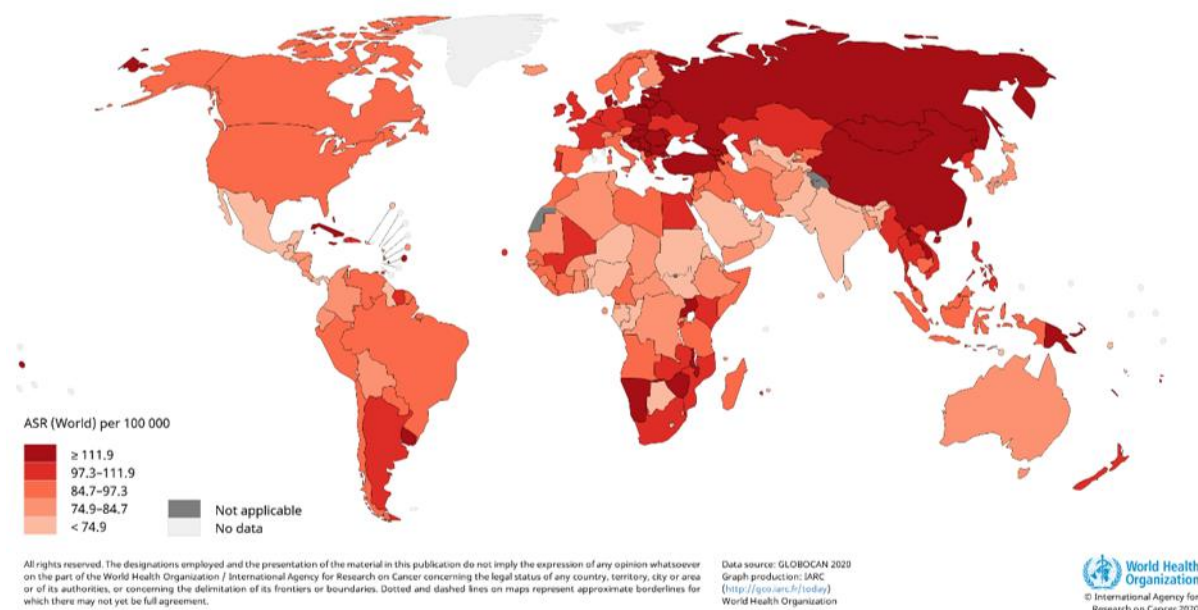 ASR (World) per 100 000
≥ 111.9
97.3–111.9
84.7–97.3
74.9–84.7
< 74.9
Not applicable
No data
All rights reserved. The designations employed and the presentation of the material in this publication do not imply the expression of any opinion whatsoever
on the part of the World Health Organization / International Agency for Research on Cancer concerning the legal status of any country, territory, city or area
or of its authorities, or concerning the delimitation of its frontiers or boundaries. Dotted and dashed lines on maps represent approximate borderlines for
which there may not yet be full agreement.
Data source: GLOBOCAN 2020
Graph production: IARC
(http://gco.iarc.fr/today)
World Health Organization
World Health
Organization
© International Agency for
Research on Cancer 2020